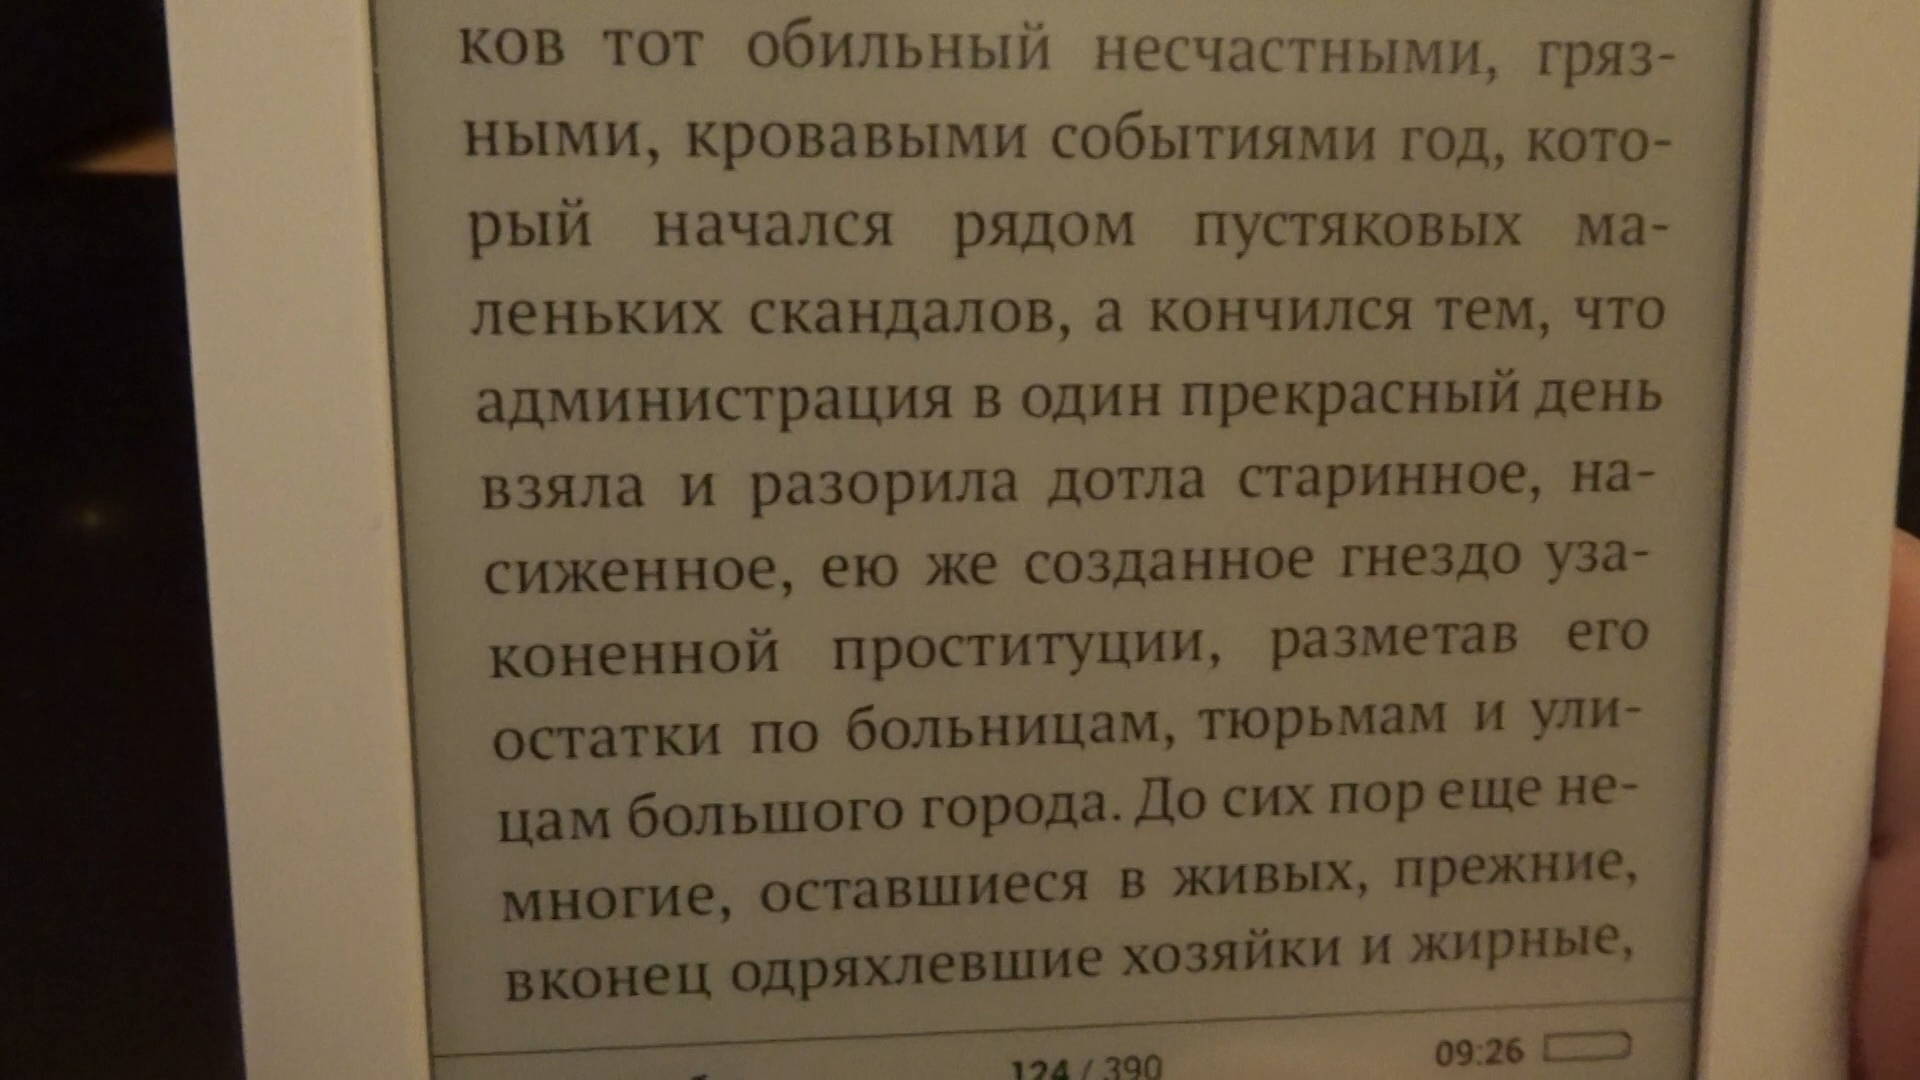 ков тот обильный несчастными, гряз-
ными, кровавыми событиями год, кото-
рый начался рядом пустяковых ма-
леньких скандалов, а кончился тем, что
администрация в один прекрасный день
взяла и разорила дотла старинное, на-
сиженное, ею же созданное гнездо уза-
коненной проституции, разметав его
остатки по больницам, тюрьмам и ули-
цам большого города. До сих пор еще не-
многие, оставшиеся в живых, прежние,
вконец одряхлевшие хозяйки и жирные,
124 / 390
09:26